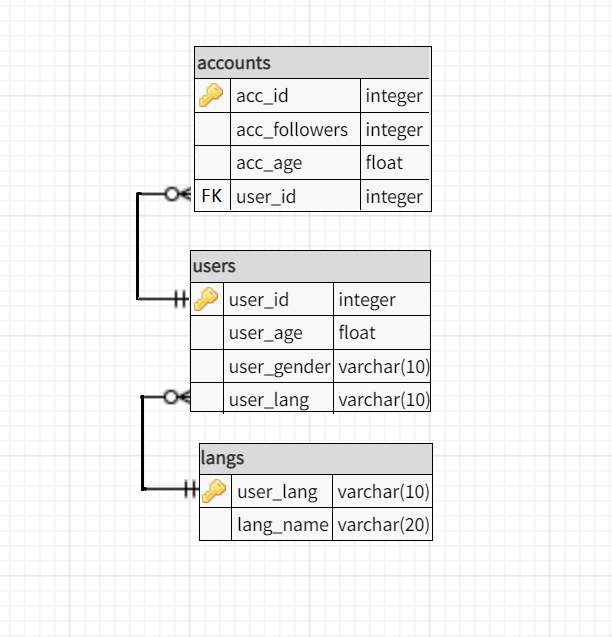 accounts
acc_id integer
acc_followers integer
acc_age float
FK user_id integer
users
user_id integer
user_age float
user_gender varchar(10)
user_lang varchar(10)
langs
user_lang varchar(10)
lang_name varchar(20)